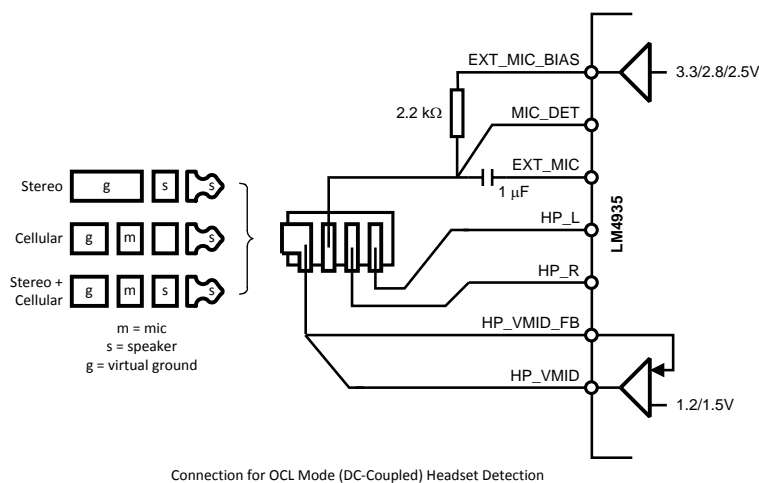 EXT_MIC_BIAS
3.3/2.8/2.5V
2.2 kΩ
MIC_DET
EXT_MIC
1 µF
LM4935
Stereo
g
s
s
Cellular
g
m
s
Stereo +
Cellular
g
m
s
s
m = mic
s = speaker
g = virtual ground
HP_L
HP_R
HP_VMID_FB
HP_VMID
1.2/1.5V
Connection for OCL Mode (DC-Coupled) Headset Detection